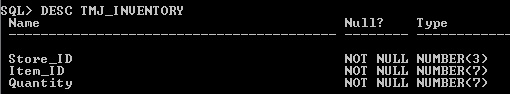 SQL> DESC TMJ_INVENTORY
Name Null? Type
----------------------------------------- -------- ----------------------------
Store_ID NOT NULL NUMBER(3)
Item_ID NOT NULL NUMBER(7)
Quantity NOT NULL NUMBER(7)